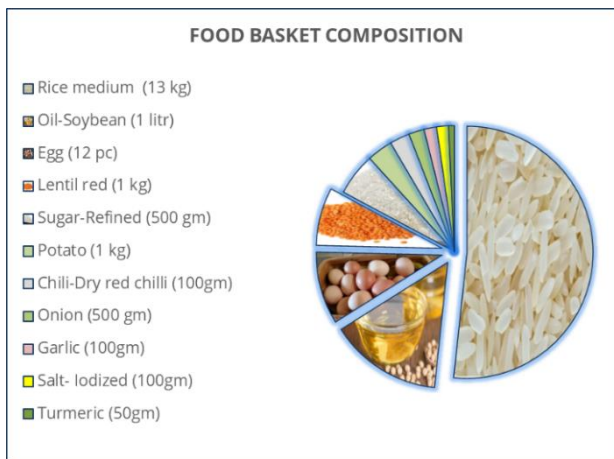 FOOD BASKET COMPOSITION
Rice medium (13 kg)
Oil-Soybean (1 litr)
Egg (12 pc)
Lentil red (1 kg)
Sugar-Refined (500 gm)
Potato (1 kg)
Chili-Dry red chilli (100gm)
Onion (500 gm)
Garlic (100gm)
Salt- Iodized (100gm)
Turmeric (50gm)